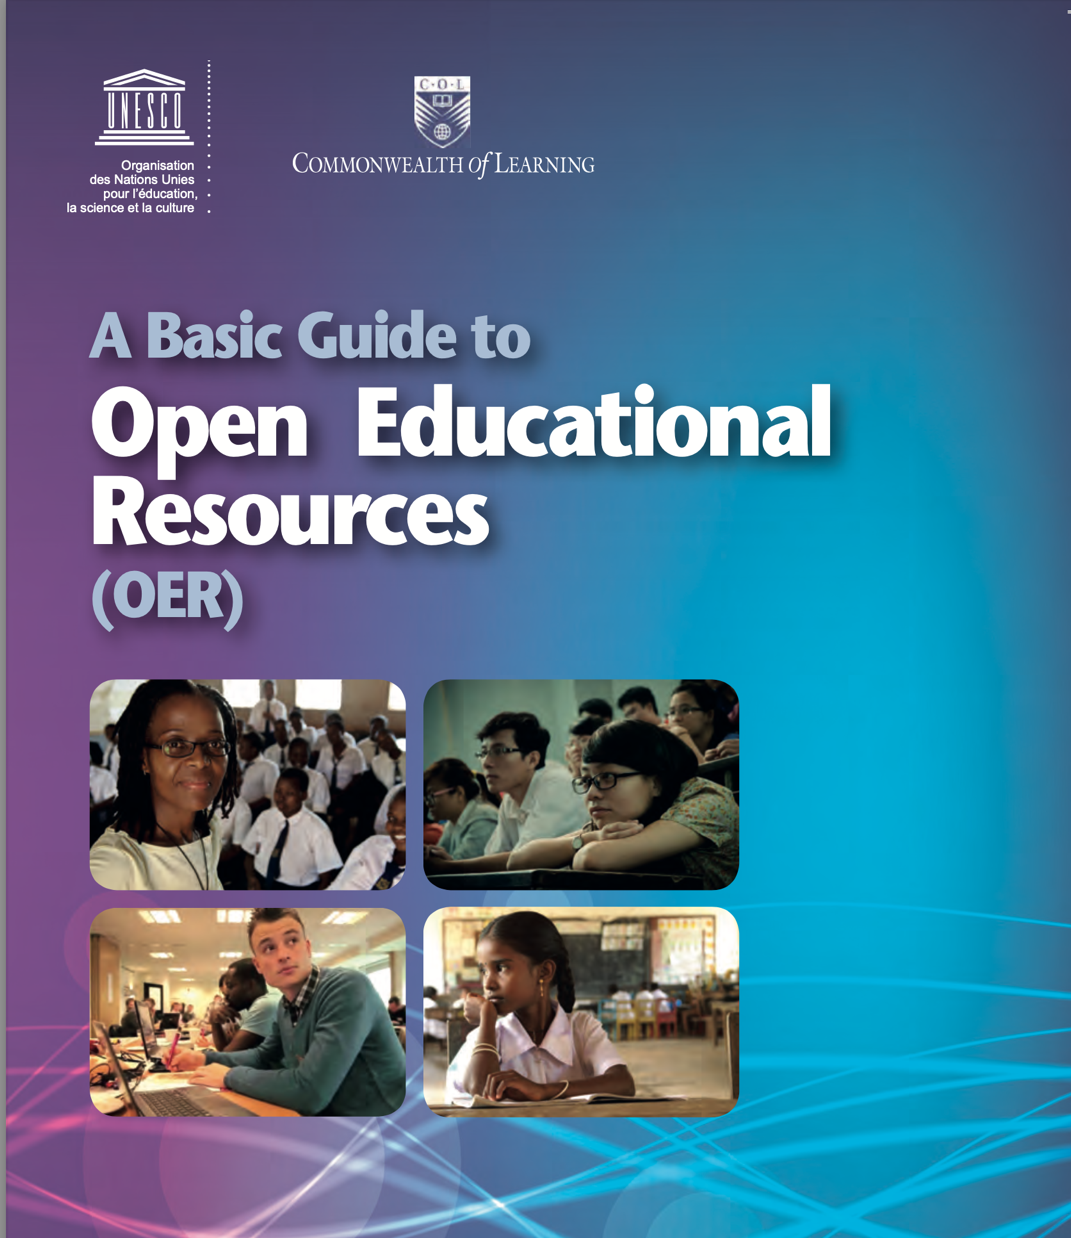 UNESCO
Organisation
des Nations Unies
pour l'éducation,
la science et la culture
C·O·L
COMMONWEALTH of LEARNING
A Basic Guide to
Open Educational
Resources
(OER)